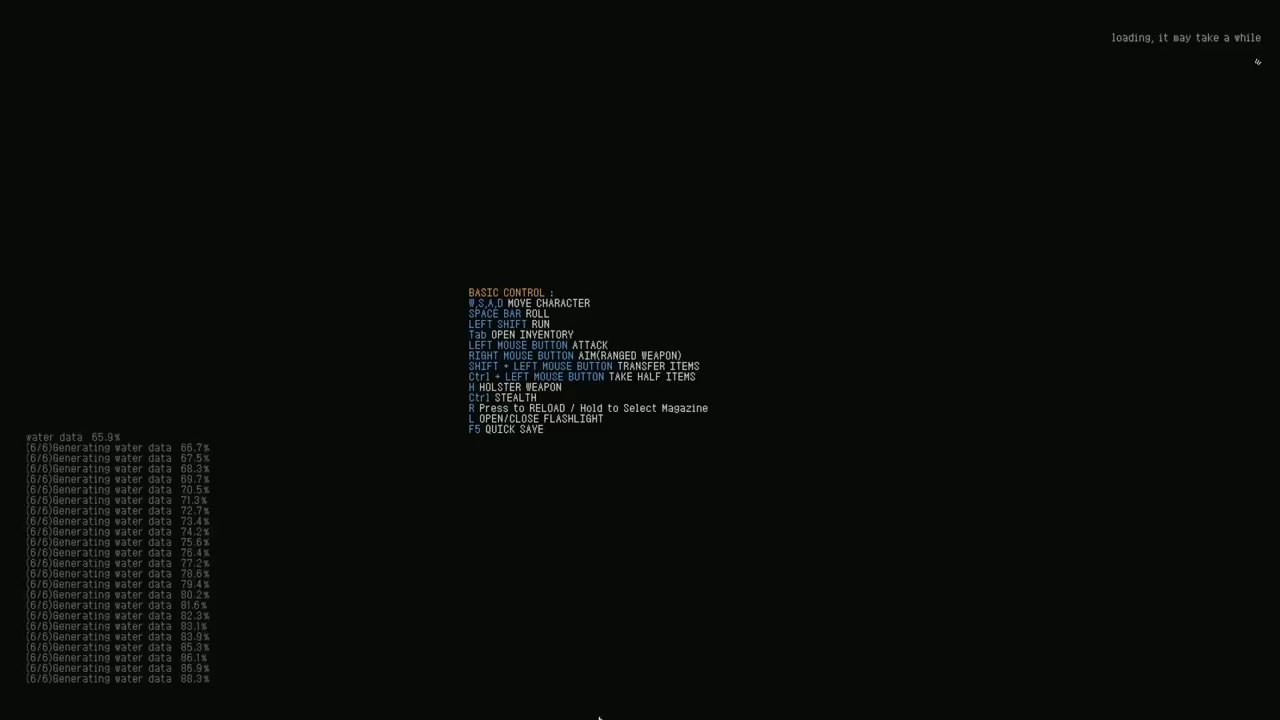 loading, it may take a while
BASIC CONTROL :
W,S,A,D MOVE CHARACTER
SPACE BAR ROLL
LEFT SHIFT RUN
Tab OPEN INVENTORY
LEFT MOUSE BUTTON ATTACK
RIGHT MOUSE BUTTON AIM(RANGED WEAPON)
SHIFT + LEFT MOUSE BUTTON TRANSFER ITEMS
Ctrl + LEFT MOUSE BUTTON TAKE HALF ITEMS
H HOLSTER WEAPON
Ctrl STEALTH
R Press to RELOAD / Hold to Select Magazine
L OPEN/CLOSE FLASHLIGHT
F5 QUICK SAVE
water data 65.9%
(6/6)Generating water data 66.7%
(6/6)Generating water data 67.5%
(6/6)Generating water data 68.3%
(6/6)Generating water data 69.7%
(6/6)Generating water data 70.5%
(6/6)Generating water data 71.3%
(6/6)Generating water data 72.7%
(6/6)Generating water data 73.4%
(6/6)Generating water data 74.2%
(6/6)Generating water data 75.6%
(6/6)Generating water data 76.4%
(6/6)Generating water data 77.2%
(6/6)Generating water data 78.6%
(6/6)Generating water data 79.4%
(6/6)Generating water data 80.2%
(6/6)Generating water data 81.6%
(6/6)Generating water data 82.3%
(6/6)Generating water data 83.1%
(6/6)Generating water data 83.9%
(6/6)Generating water data 85.3%
(6/6)Generating water data 86.1%
(6/6)Generating water data 86.9%
(6/6)Generating water data 88.3%